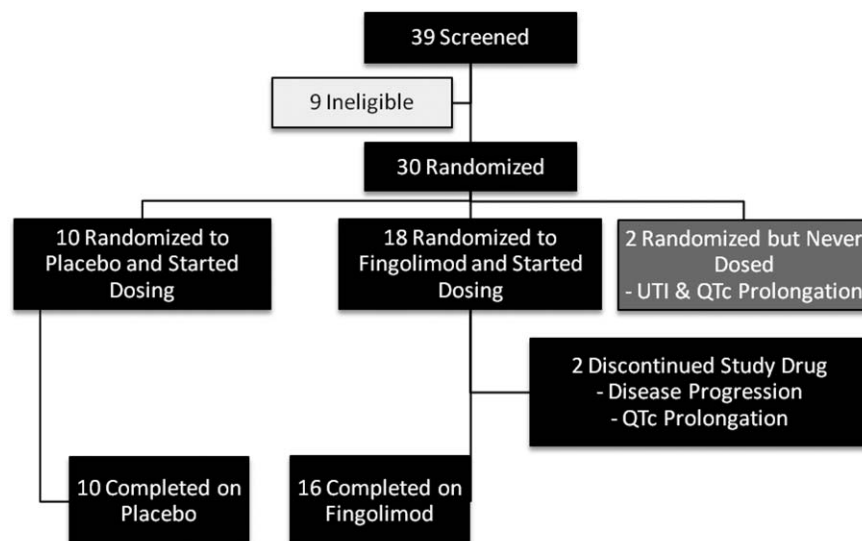 39 Screened
9 Ineligible
30 Randomized
10 Randomized to
Placebo and Started
Dosing
18 Randomized to
Fingolimod and Started
Dosing
2 Randomized but Never
Dosed
- UTI & QTc Prolongation
2 Discontinued Study Drug
- Disease Progression
- QTc Prolongation
10 Completed on
Placebo
16 Completed on
Fingolimod